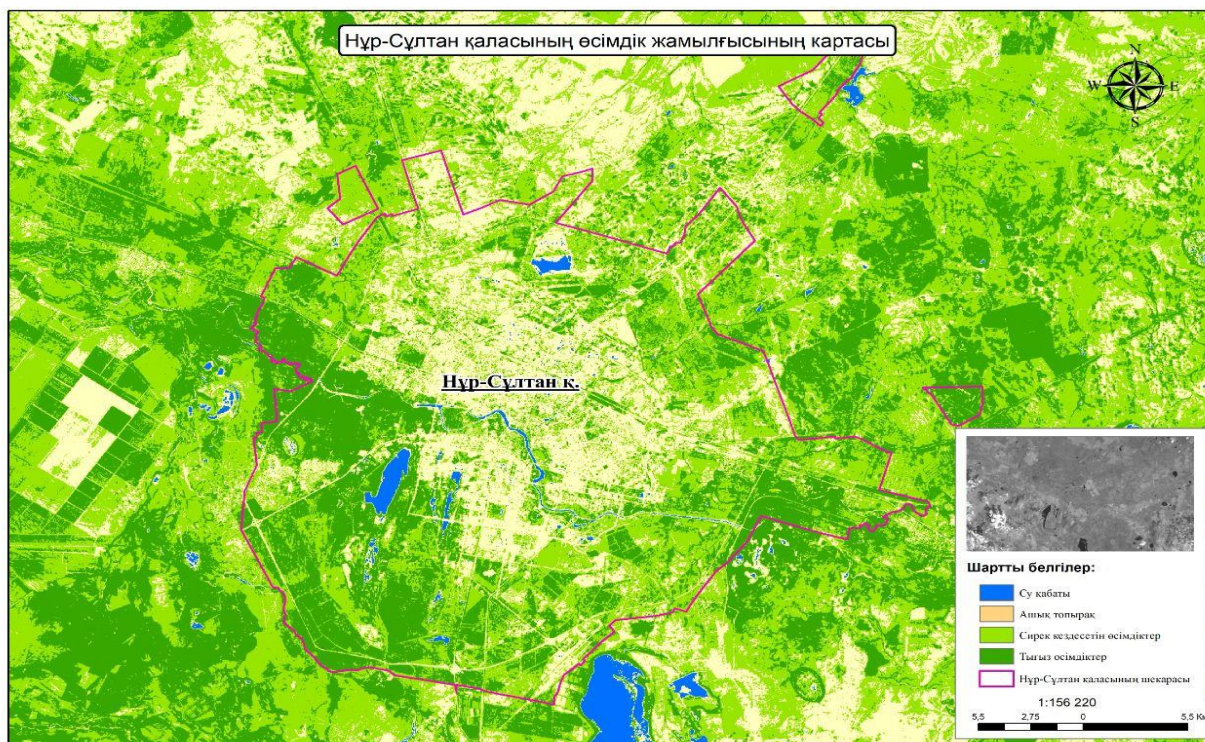 Нұр-Сұлтан қаласының өсімдік жамылғысының картасы
N
W E
S
Нұр-Сұлтан қ.
Шартты белгілер:
Су қабаты
Ашық топырақ
Сирек кездесетін өсімдіктер
Тығыз өсімдіктер
Нұр-Сұлтан қаласының шекарасы
1:156 220
5,5 2,75 0 5,5 Км